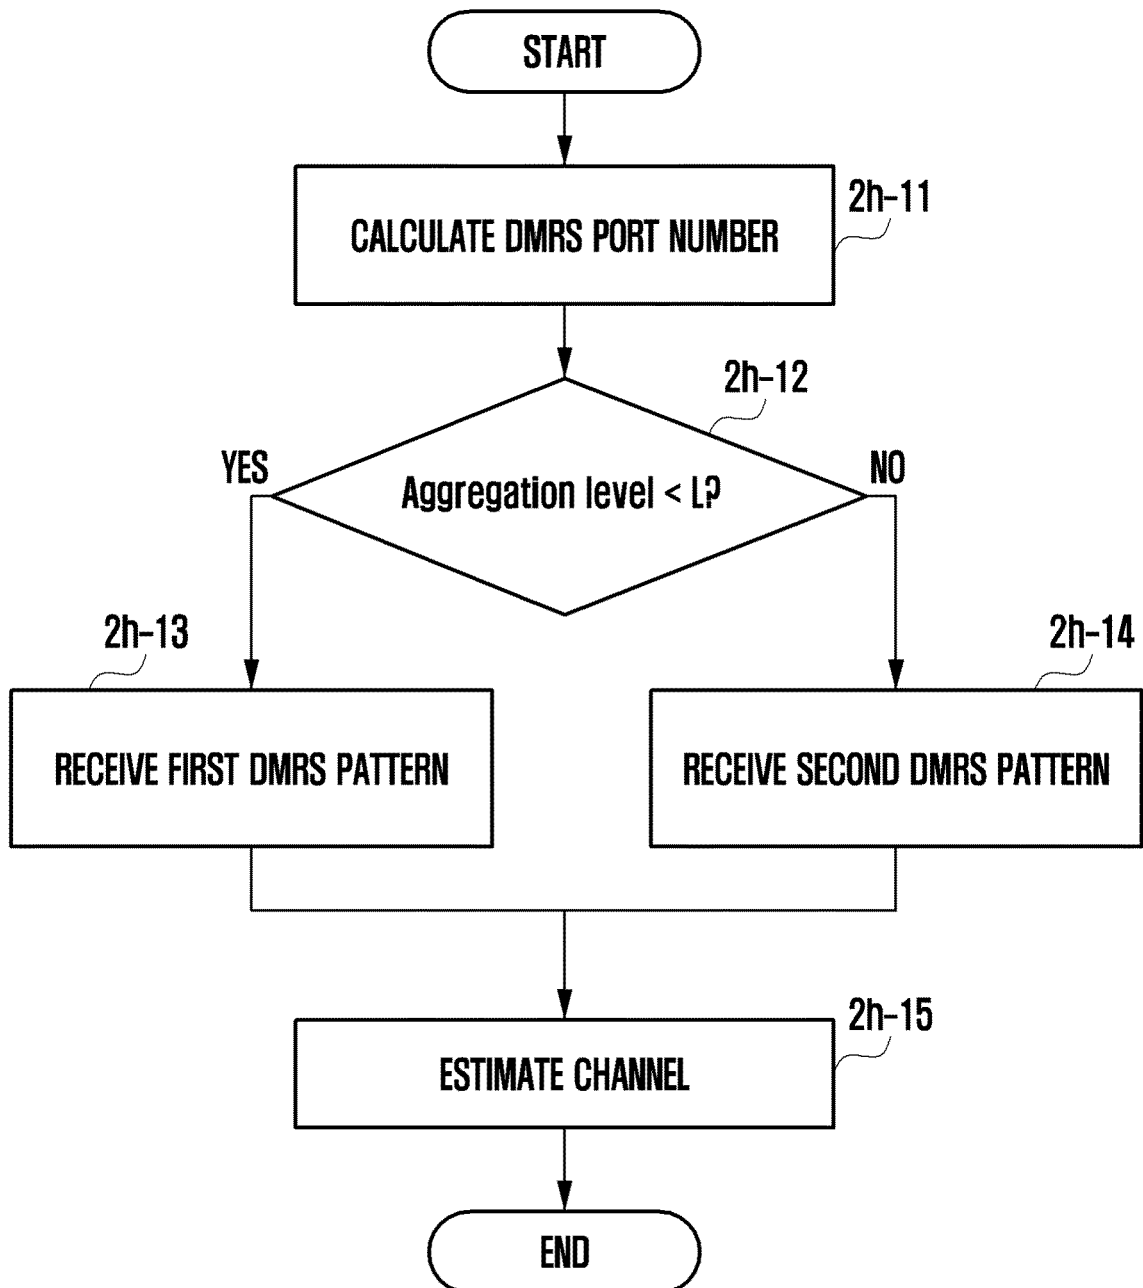 START
2h-11
CALCULATE DMRS PORT NUMBER
2h-12
YES
NO
Aggregation level < L?
2h-13
2h-14
RECEIVE FIRST DMRS PATTERN
RECEIVE SECOND DMRS PATTERN
2h-15
ESTIMATE CHANNEL
END